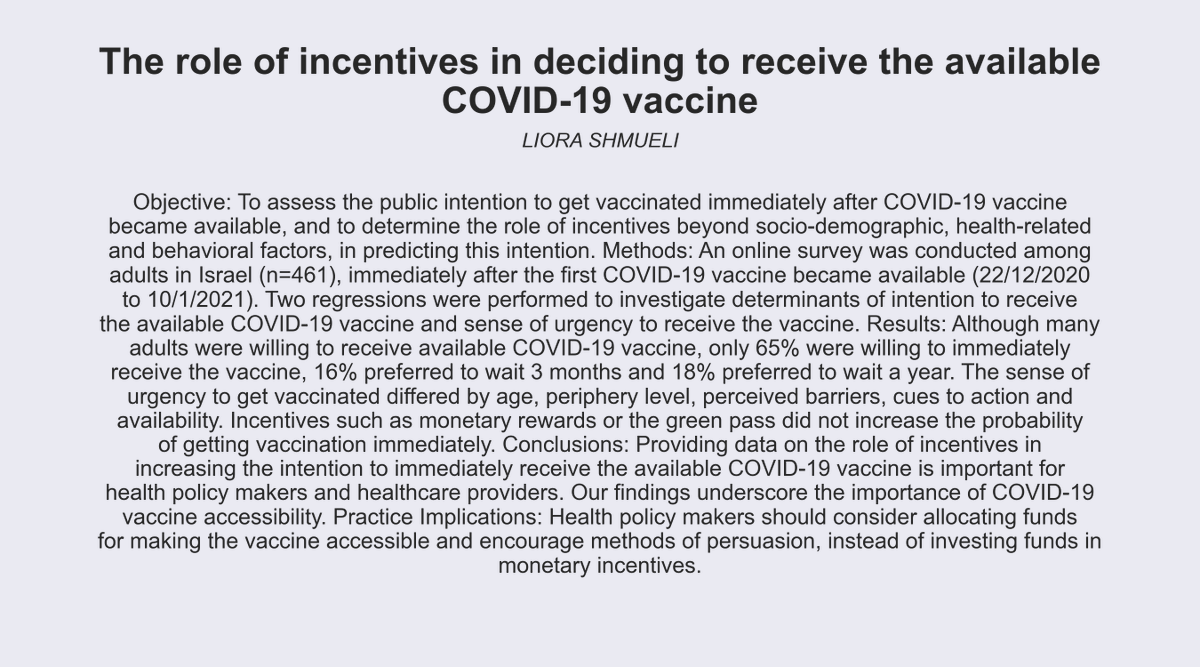 The role of incentives in deciding to receive the available
COVID-19 vaccine
LIORA SHMUELI
Objective: To assess the public intention to get vaccinated immediately after COVID-19 vaccine
became available, and to determine the role of incentives beyond socio-demographic, health-related
and behavioral factors, in predicting this intention. Methods: An online survey was conducted among
adults in Israel (n=461), immediately after the first COVID-19 vaccine became available (22/12/2020
to 10/1/2021). Two regressions were performed to investigate determinants of intention to receive
the available COVID-19 vaccine and sense of urgency to receive the vaccine. Results: Although many
adults were willing to receive available COVID-19 vaccine, only 65% were willing to immediately
receive the vaccine, 16% preferred to wait 3 months and 18% preferred to wait a year. The sense of
urgency to get vaccinated differed by age, periphery level, perceived barriers, cues to action and
availability. Incentives such as monetary rewards or the green pass did not increase the probability
of getting vaccination immediately. Conclusions: Providing data on the role of incentives in
increasing the intention to immediately receive the available COVID-19 vaccine is important for
health policy makers and healthcare providers. Our findings underscore the importance of COVID-19
vaccine accessibility. Practice Implications: Health policy makers should consider allocating funds
for making the vaccine accessible and encourage methods of persuasion, instead of investing funds in
monetary incentives.